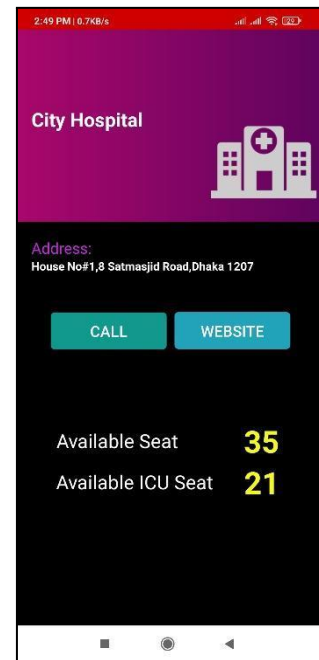 2:49 PM | 0.7KB/s 29
City Hospital
Address:
House No#1,8 Satmasjid Road,Dhaka 1207
CALL WEBSITE
Available Seat 35
Available ICU Seat 21